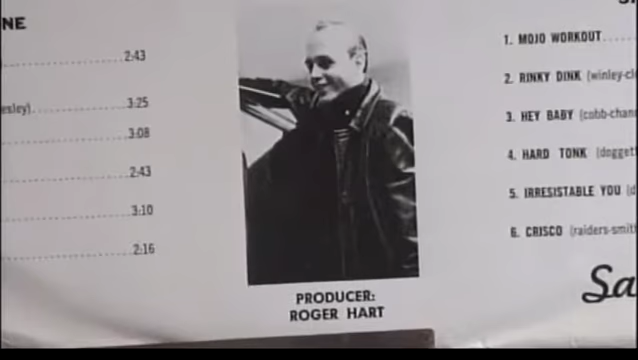 NE
2:43
esley) 3:25
3:08
2:43
3:10
2:16
PRODUCER:
ROGER HART
1. MOJO WORKOUT
2. RINKY DINK (winley-cl
3. HEY BABY (cobb-chan
4. HARD TONK (doggett
5. IRRESISTABLE YOU (d
6. CRISCO (raiders-smit
Sa